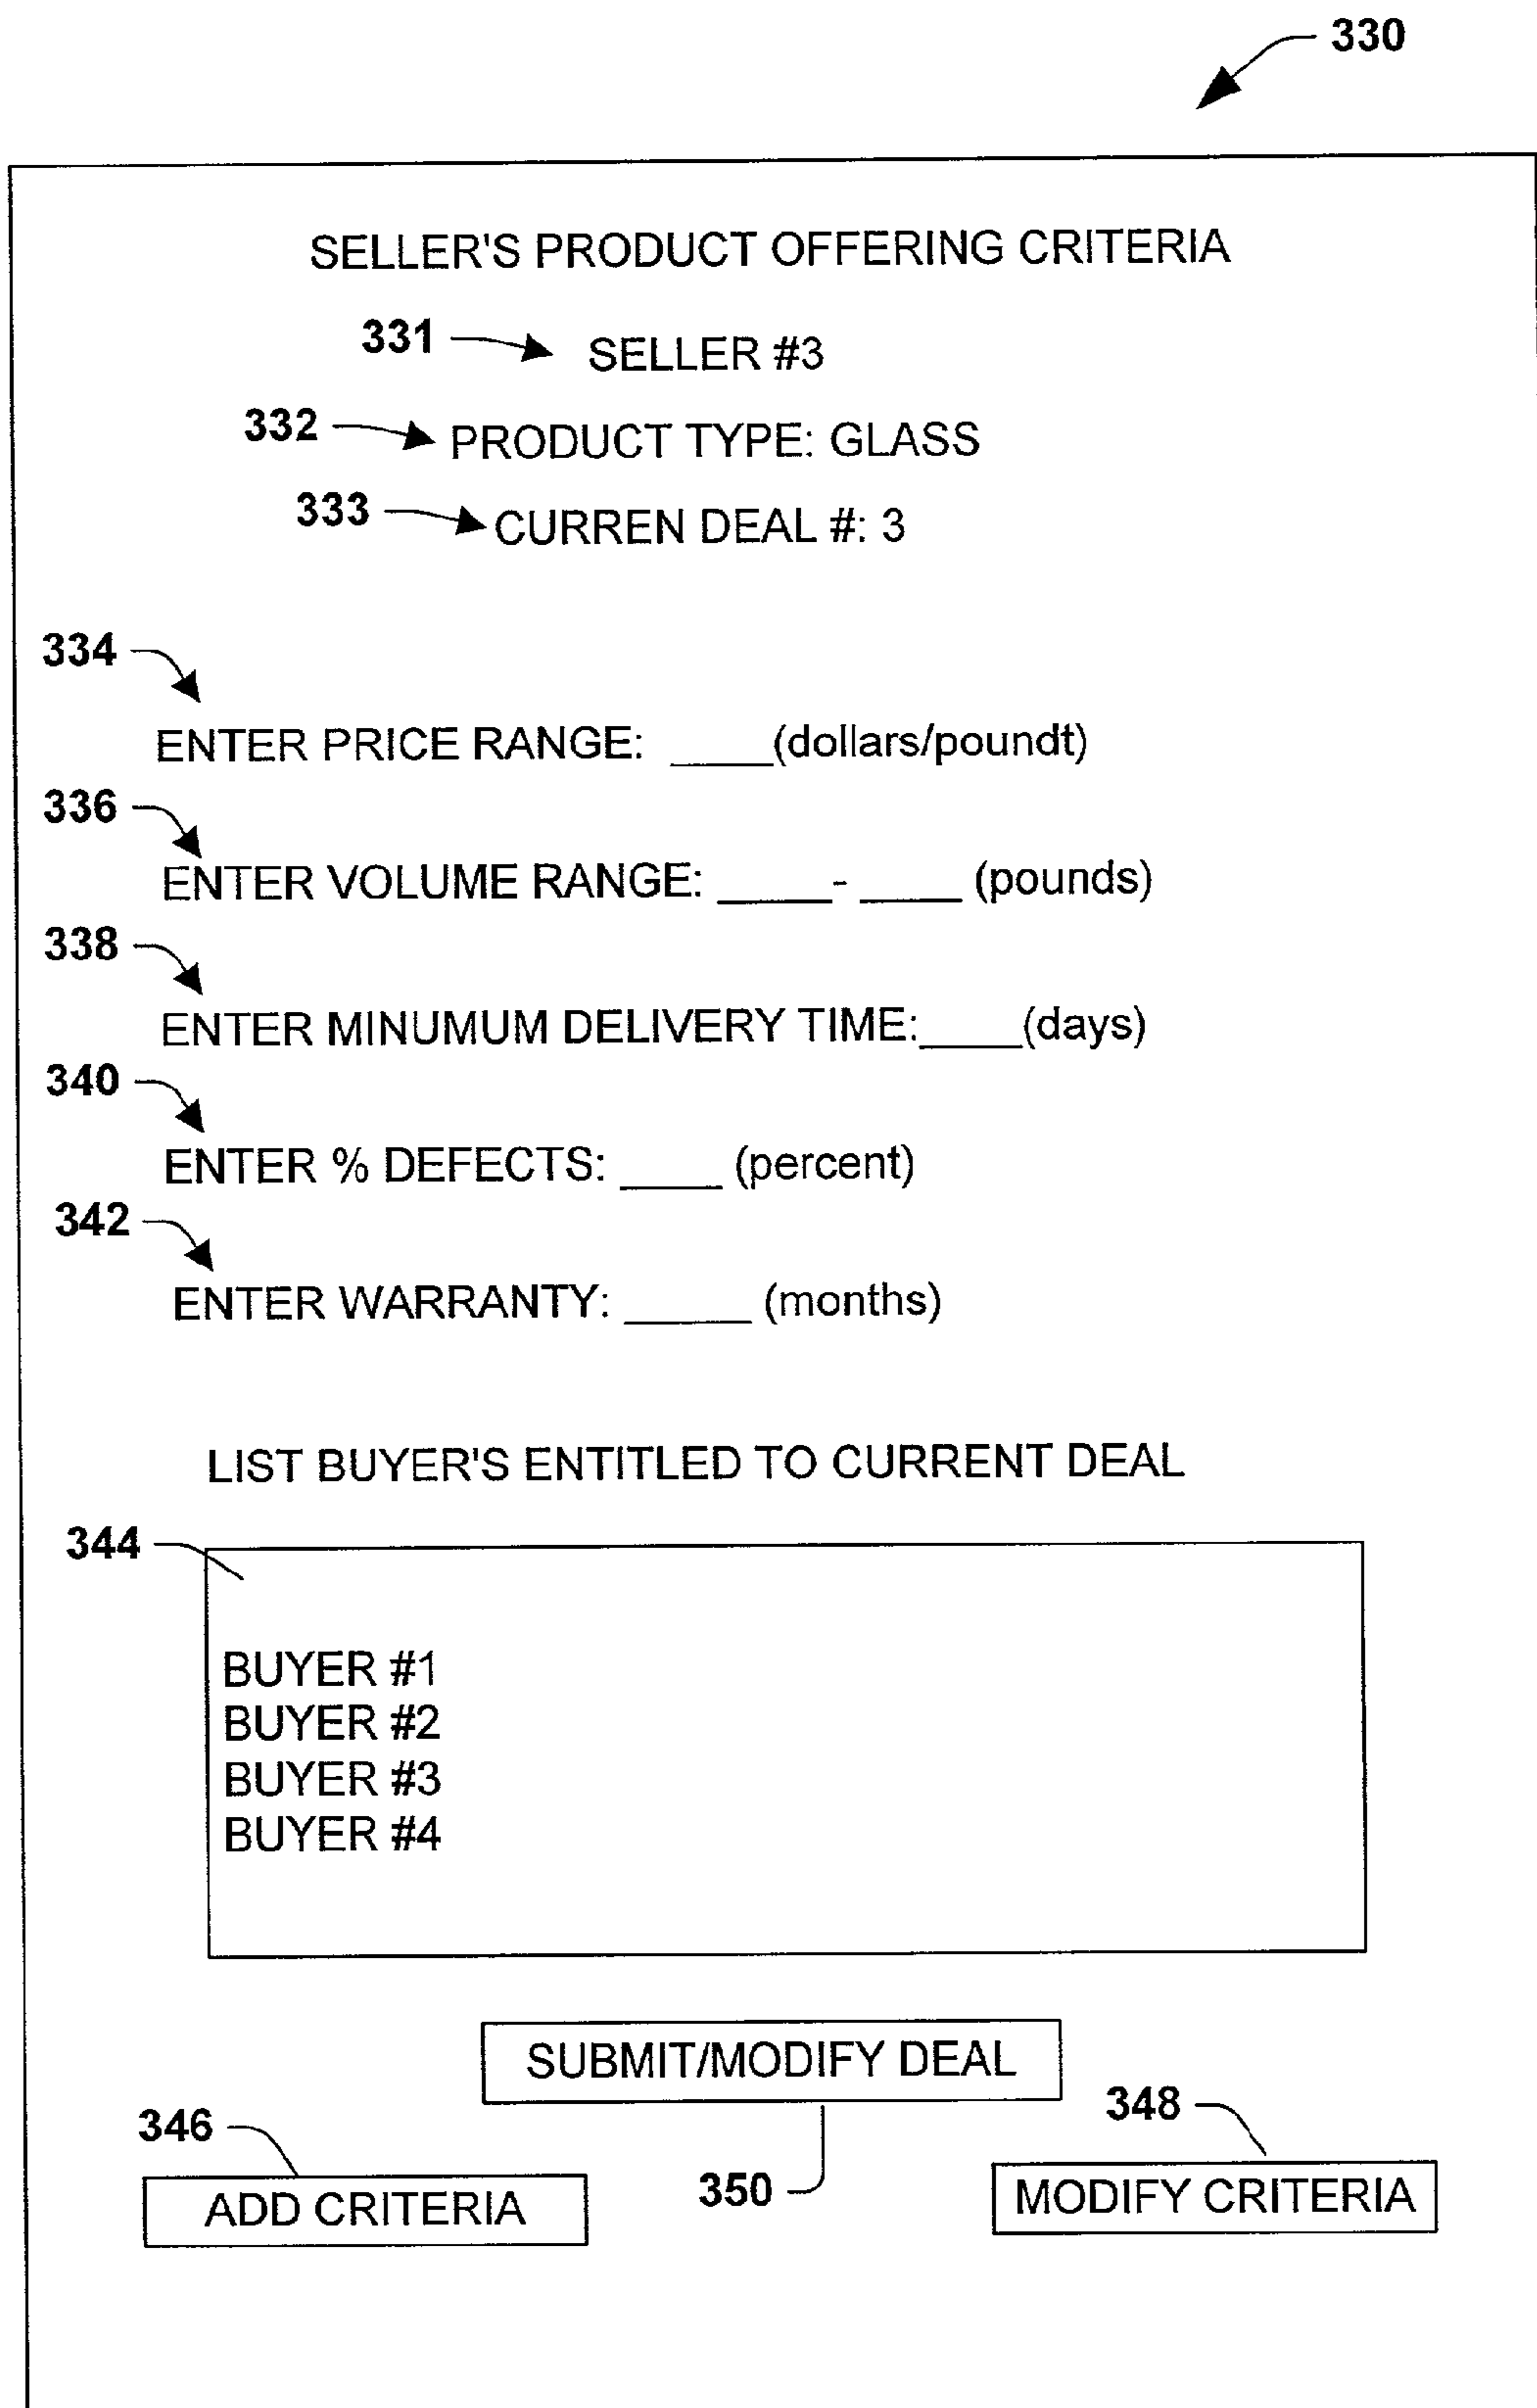 330
SELLER'S PRODUCT OFFERING CRITERIA
331 SELLER #3
332 PRODUCT TYPE: GLASS
333 CURREN DEAL #: 3
334
ENTER PRICE RANGE: ____(dollars/poundt)
336
ENTER VOLUME RANGE: ____- ____ (pounds)
338
ENTER MINUMUM DELIVERY TIME:____(days)
340
ENTER % DEFECTS: ____ (percent)
342
ENTER WARRANTY: _____ (months)
LIST BUYER'S ENTITLED TO CURRENT DEAL
344
BUYER #1
BUYER #2
BUYER #3
BUYER #4
SUBMIT/MODIFY DEAL
346
348
350
ADD CRITERIA
MODIFY CRITERIA